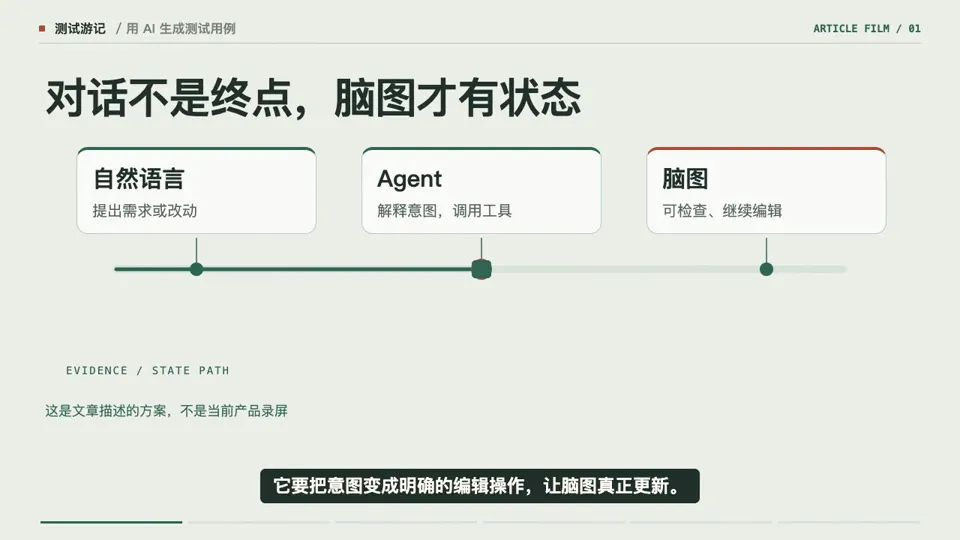 测试游记 / 用 AI 生成测试用例
ARTICLE FILM / 01
对话不是终点，脑图才有状态
自然语言
提出需求或改动
Agent
解释意图，调用工具
脑图
可检查、继续编辑
EVIDENCE / STATE PATH
这是文章描述的方案，不是当前产品录屏
它要把意图变成明确的编辑操作，让脑图真正更新。